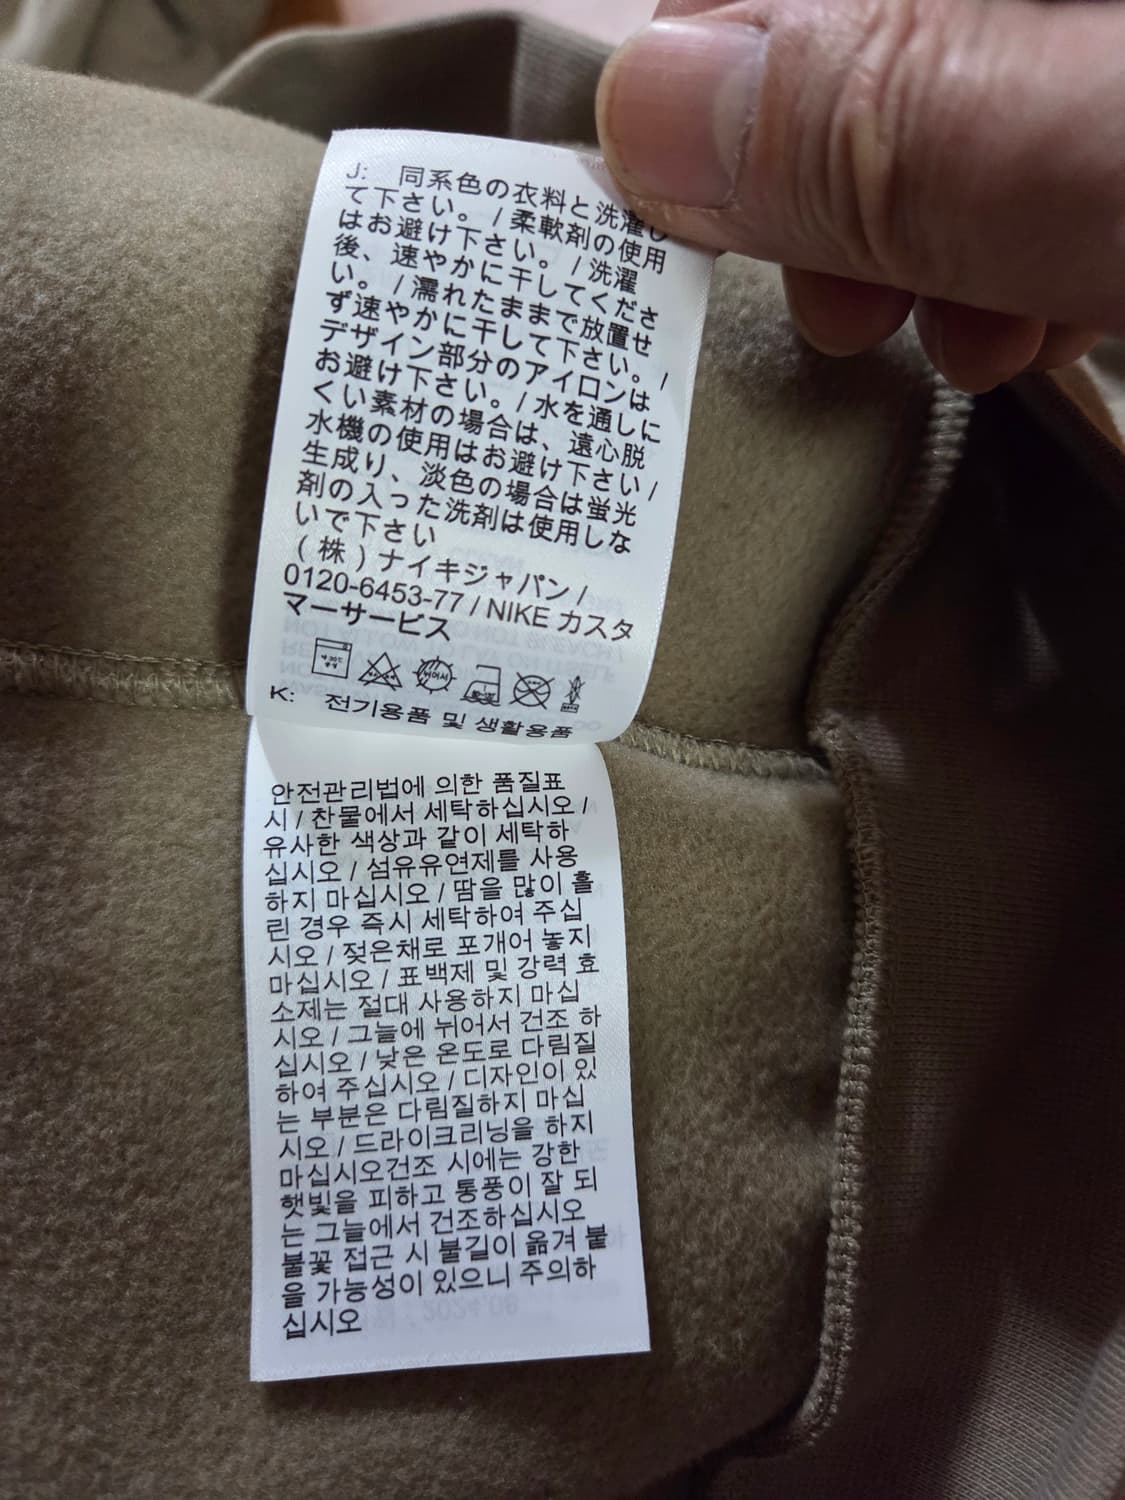 J: 同系色の衣料と洗濯し
て下さい。 / 柔軟剤の使用
はお避け下さい。 / 洗濯
後、速やかに干してくださ
い。 / 濡れたままで放置せ
ず速やかに干して下さい。 /
デザイン部分のアイロンは
お避け下さい。 / 水を通しに
くい素材の場合は、遠心脱
水機の使用はお避け下さい /
生成り、淡色の場合は蛍光
剤の入った洗剤は使用しな
いで下さい
( 株 ) ナイキジャパン /
0120-6453-77 / NIKE カスタ
マーサービス
K: 전기용품 및 생활용품
안전관리법에 의한 품질표
시 / 찬물에서 세탁하십시오 /
유사한 색상과 같이 세탁하
십시오 / 섬유유연제를 사용
하지 마십시오 / 땀을 많이 흘
린 경우 즉시 세탁하여 주십
시오 / 젖은채로 포개어 놓지
마십시오 / 표백제 및 강력 효
소제는 절대 사용하지 마십
시오 / 그늘에 뉘어서 건조 하
십시오 / 낮은 온도로 다림질
하여 주십시오 / 디자인이 있
는 부분은 다림질하지 마십
시오 / 드라이크리닝을 하지
마십시오건조 시에는 강한
햇빛을 피하고 통풍이 잘 되
는 그늘에서 건조하십시오
불꽃 접근 시 불길이 옮겨 붙
을 가능성이 있으니 주의하
십시오